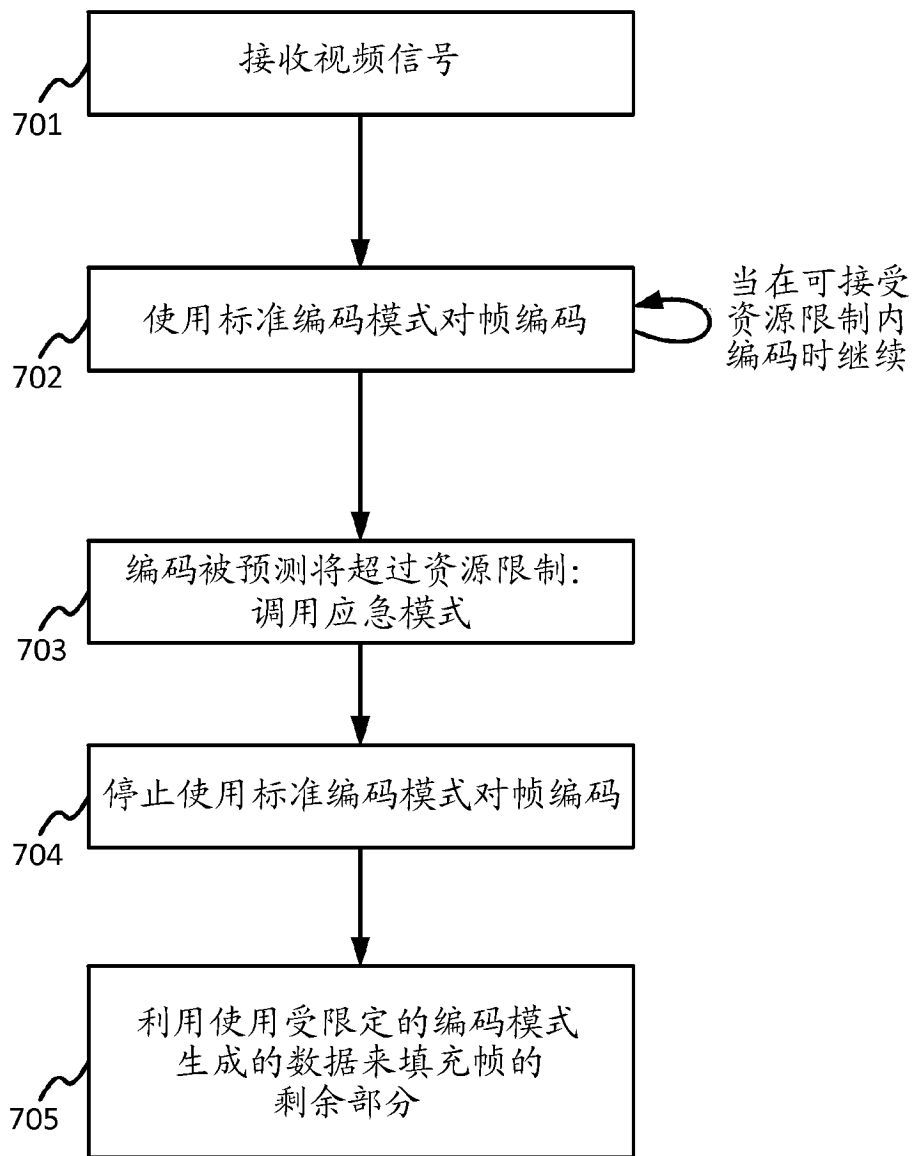 接收视频信号
701
使用标准编码模式对帧编码
当在可接受
资源限制内
编码时继续
702
编码被预测将超过资源限制:
调用应急模式
703
停止使用标准编码模式对帧编码
704
利用使用受限定的编码模式
生成的数据来填充帧的
剩余部分
705